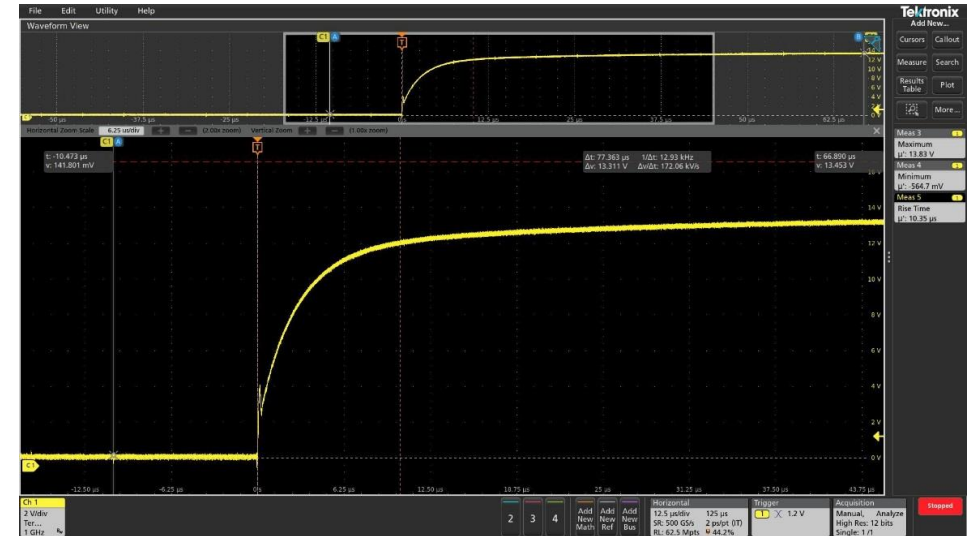 File Edit Utility Help
Tektronix
Waveform View
Add New...
C1 A
T
B
Cursors Callout
Measure Search
Results Table Plot
More...
12 V
10 V
8 V
6 V
4 V
0 V
-50 µs -37.5 µs -25 µs -12.5 µs 0s 12.5 µs 25 µs 37.5 µs 50 µs 62.5 µs
Horizontal Zoom Scale 6.25 us/div + - (2.00x zoom) Vertical Zoom + - (1.00x zoom)
C1 A
T
t: -10.473 µs
v: 141.801 mV
Δt: 77.363 µs 1/Δt: 12.93 kHz
Δv: 13.311 V Δv/Δt: 172.06 kV/s
t: 66.890 µs
v: 13.453 V
16 V
14 V
12 V
10 V
8 V
6 V
4 V
2 V
0 V
C1
-12.50 µs -6.25 µs 0s 6.25 µs 12.50 µs 18.75 µs 25 µs 31.25 µs 37.50 µs 43.75 µs
Meas 3 1
Maximum
µ': 13.83 V
Meas 4 1
Minimum
µ': -564.7 mV
Meas 5 1
Rise Time
µ': 10.35 µs
Ch 1
2 V/div
Ter...
1 GHz
2 3 4
Add New Math
Add New Ref
Add New Bus
Horizontal
12.5 µs/div 125 µs
SR: 500 GS/s 2 ps/pt (IT)
RL: 62.5 Mpts 44.2%
Trigger
1 1.2 V
Acquisition
Manual, Analyze
High Res: 12 bits
Single: 1 /1
Stopped